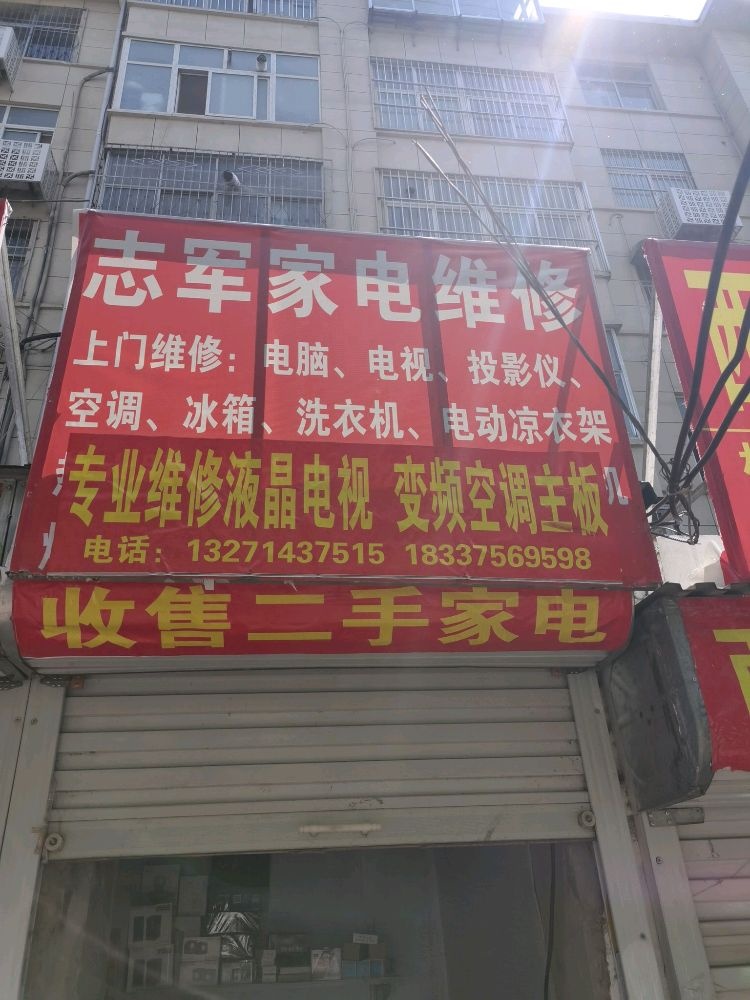 志军家电维修
上门维修：电脑、电视、投影仪、
空调、冰箱、洗衣机、电动凉衣架
专业维修液晶电视 变频空调主板
几
电话：13271437515 18337569598
收售二手家电